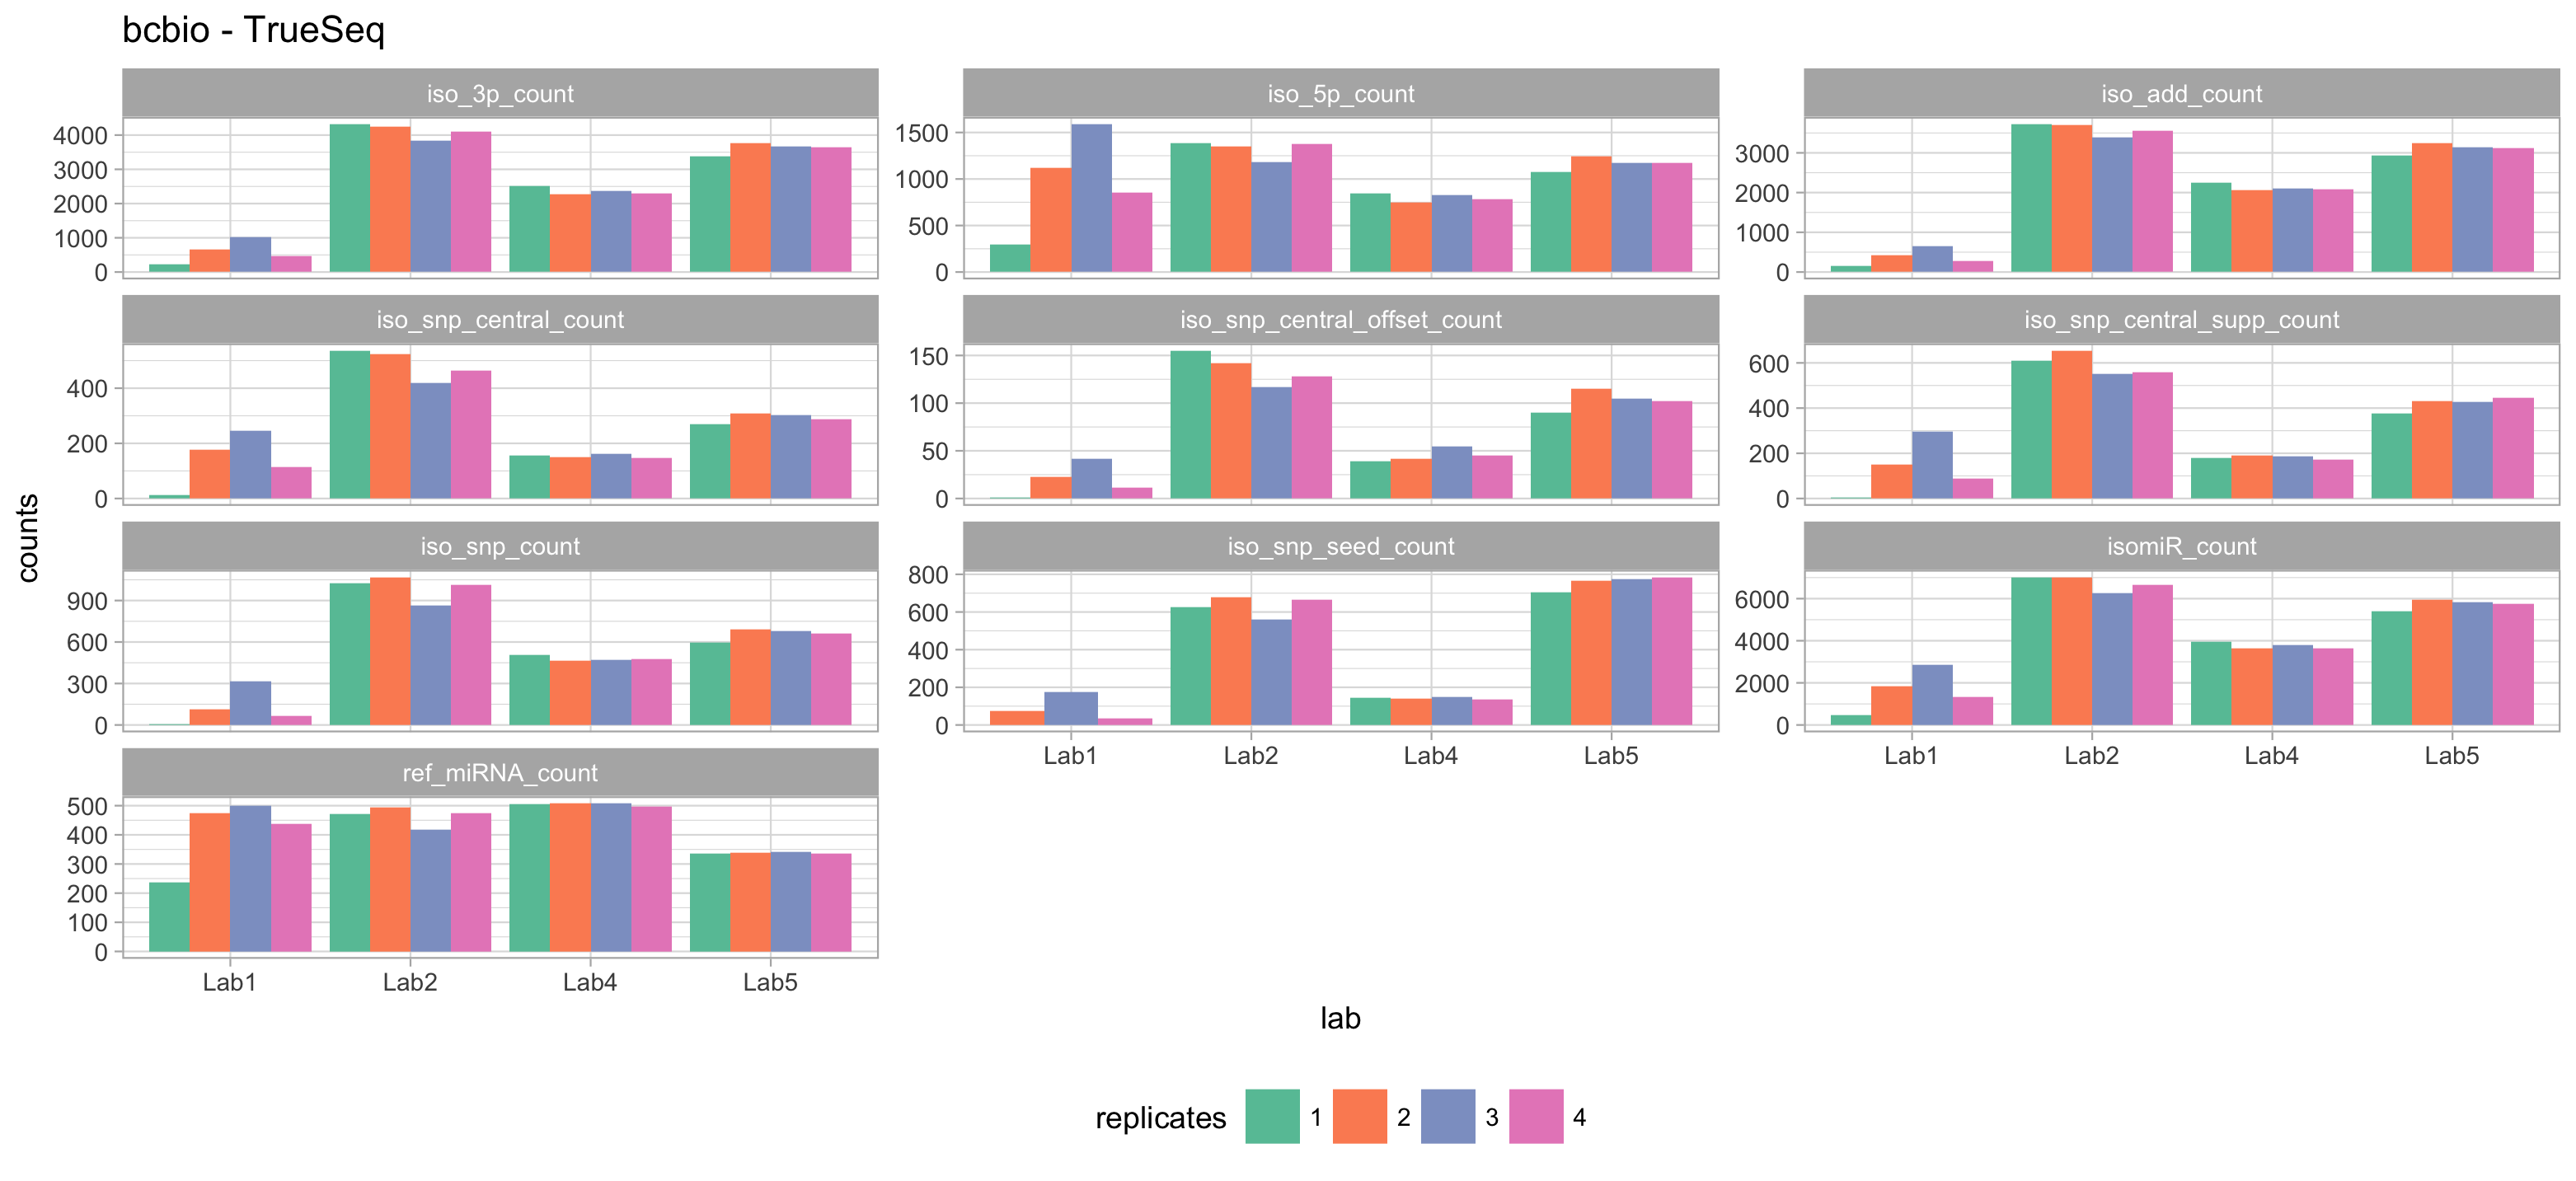 bcbio - TrueSeq
iso_3p_count
iso_5p_count
iso_add_count
4000
3000
2000
1000
0
1500
1000
500
0
3000
2000
1000
0
iso_snp_central_count
iso_snp_central_offset_count
iso_snp_central_supp_count
400
200
0
150
100
50
0
600
400
200
0
counts
iso_snp_count
iso_snp_seed_count
isomiR_count
900
600
300
0
800
600
400
200
0
6000
4000
2000
0
Lab1 Lab2 Lab4 Lab5
Lab1 Lab2 Lab4 Lab5
ref_miRNA_count
500
400
300
200
100
0
Lab1 Lab2 Lab4 Lab5
lab
replicates 1 2 3 4